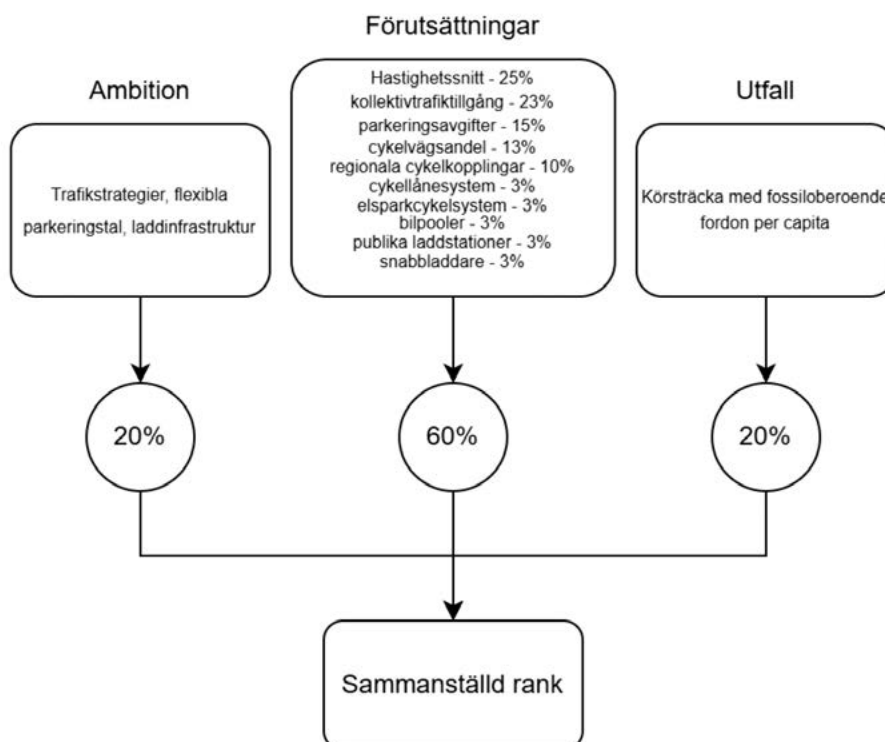 Förutsättningar
Ambition
Utfall
Hastighetssnitt - 25%
kollektivtrafiktillgång - 23%
parkeringsavgifter - 15%
cykelvägsandel - 13%
regionala cykelkopplingar - 10%
cykellånesystem - 3%
elsparkcykelsystem - 3%
bilpooler - 3%
publika laddstationer - 3%
snabbladdare - 3%
Trafikstrategier, flexibla
parkeringstal, laddinfrastruktur
Körsträcka med fossiloberoende
fordon per capita
20%
60%
20%
Sammanställd rank